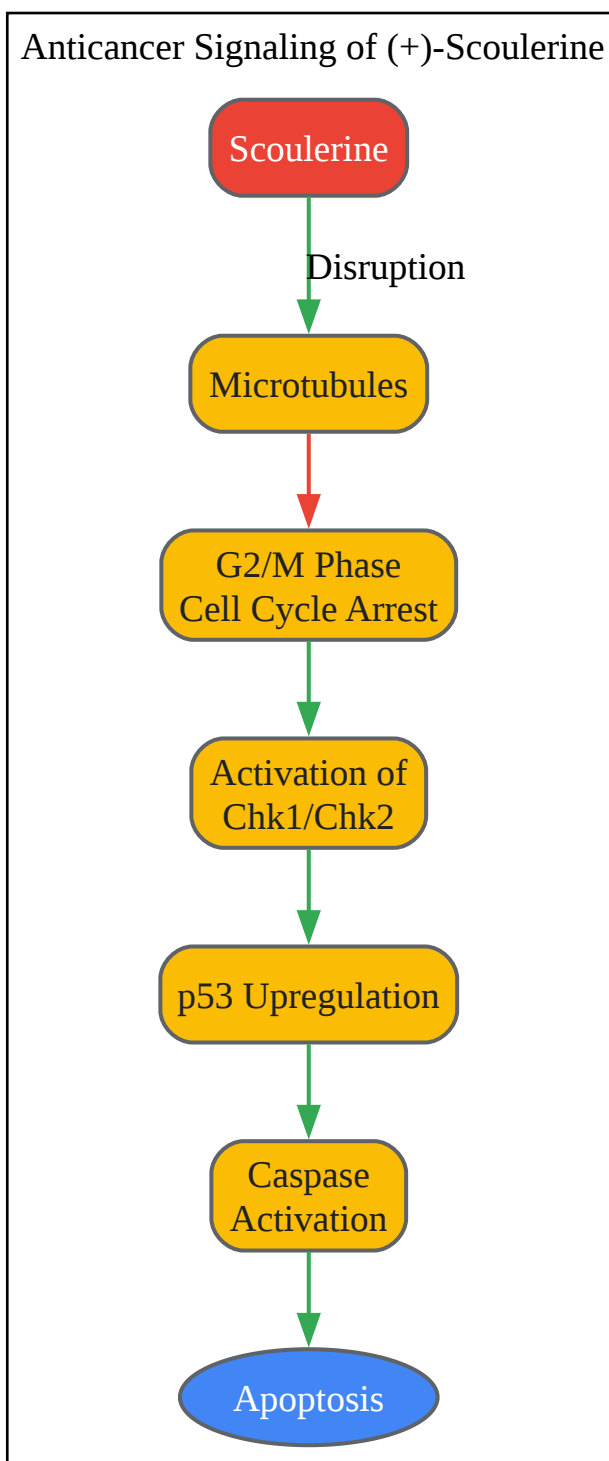 Anticancer Signaling of (+)-Scoulerine
Scoulerine
Disruption
Microtubules
G2/M Phase
Cell Cycle Arrest
Activation of
Chk1/Chk2
p53 Upregulation
Caspase
Activation
Apoptosis